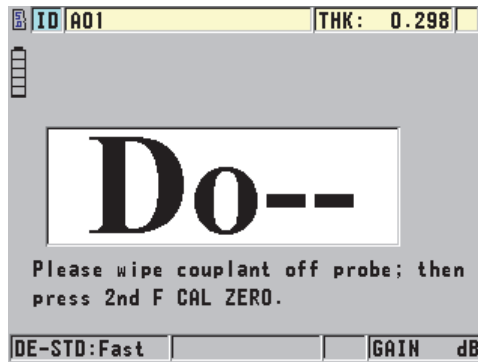 ID A01 THK: 0.298
Do--
Please wipe couplant off probe; then
press 2nd F CAL ZERO.
DE-STD:Fast GAIN dB